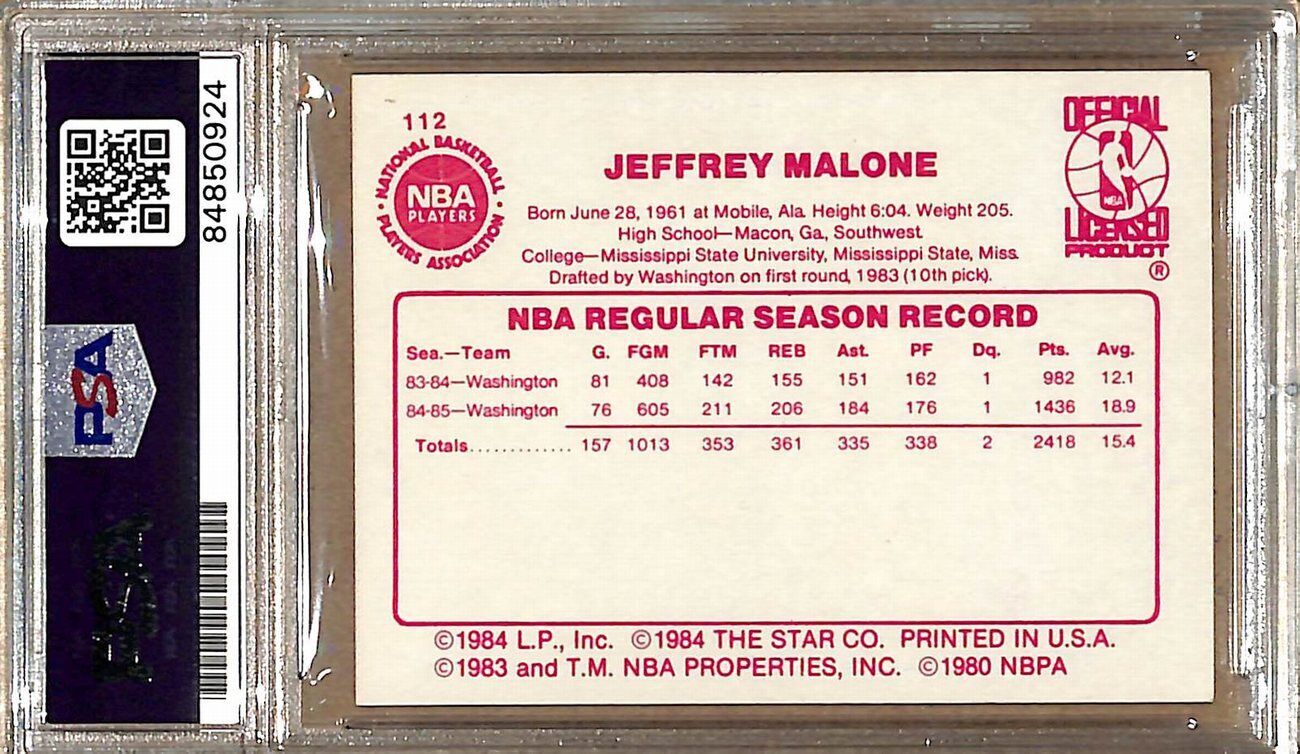 84850924
PSA
112
NATIONAL BASKETBALL PLAYERS ASSOCIATION
NBA
PLAYERS
OFFICIAL
NBA
LICENSED
PRODUCT
®
JEFFREY MALONE
Born June 28, 1961 at Mobile, Ala. Height 6:04. Weight 205.
High School—Macon, Ga., Southwest.
College—Mississippi State University, Mississippi State, Miss.
Drafted by Washington on first round, 1983 (10th pick).
NBA REGULAR SEASON RECORD
Sea.—Team G. FGM FTM REB Ast. PF Dq. Pts. Avg.
83-84—Washington 81 408 142 155 151 162 1 982 12.1
84-85—Washington 76 605 211 206 184 176 1 1436 18.9
Totals............. 157 1013 353 361 335 338 2 2418 15.4
©1984 L.P., Inc. ©1984 THE STAR CO. PRINTED IN U.S.A.
©1983 and T.M. NBA PROPERTIES, INC. ©1980 NBPA